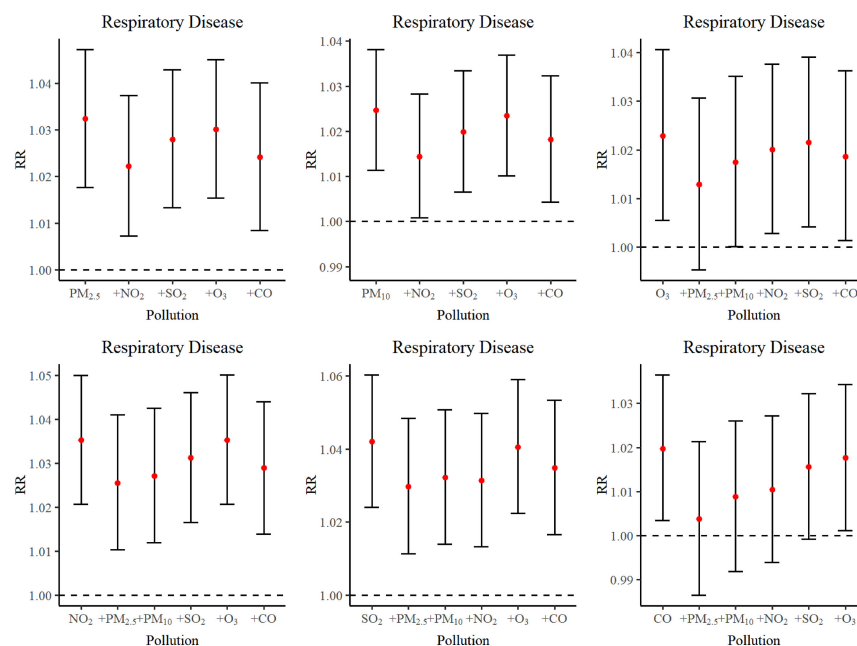 Respiratory Disease
RR
1.04
1.03
1.02
1.01
1.00
PM₂.₅ +NO₂ +SO₂ +O₃ +CO
Pollution
Respiratory Disease
RR
1.04
1.03
1.02
1.01
1.00
0.99
PM₁₀ +NO₂ +SO₂ +O₃ +CO
Pollution
Respiratory Disease
RR
1.04
1.03
1.02
1.01
1.00
O₃ +PM₂.₅ +PM₁₀ +NO₂ +SO₂ +CO
Pollution
Respiratory Disease
RR
1.05
1.04
1.03
1.02
1.01
1.00
NO₂ +PM₂.₅ +PM₁₀ +SO₂ +O₃ +CO
Pollution
Respiratory Disease
RR
1.06
1.04
1.02
1.00
SO₂ +PM₂.₅ +PM₁₀ +NO₂ +O₃ +CO
Pollution
Respiratory Disease
RR
1.03
1.02
1.01
1.00
0.99
CO +PM₂.₅ +PM₁₀ +NO₂ +SO₂ +O₃
Pollution